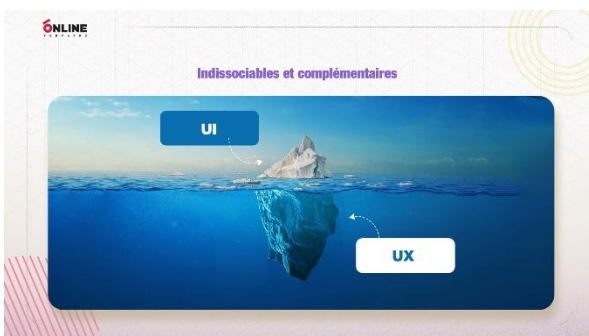 ONLINE
Indissociables et complémentaires
UI
UX